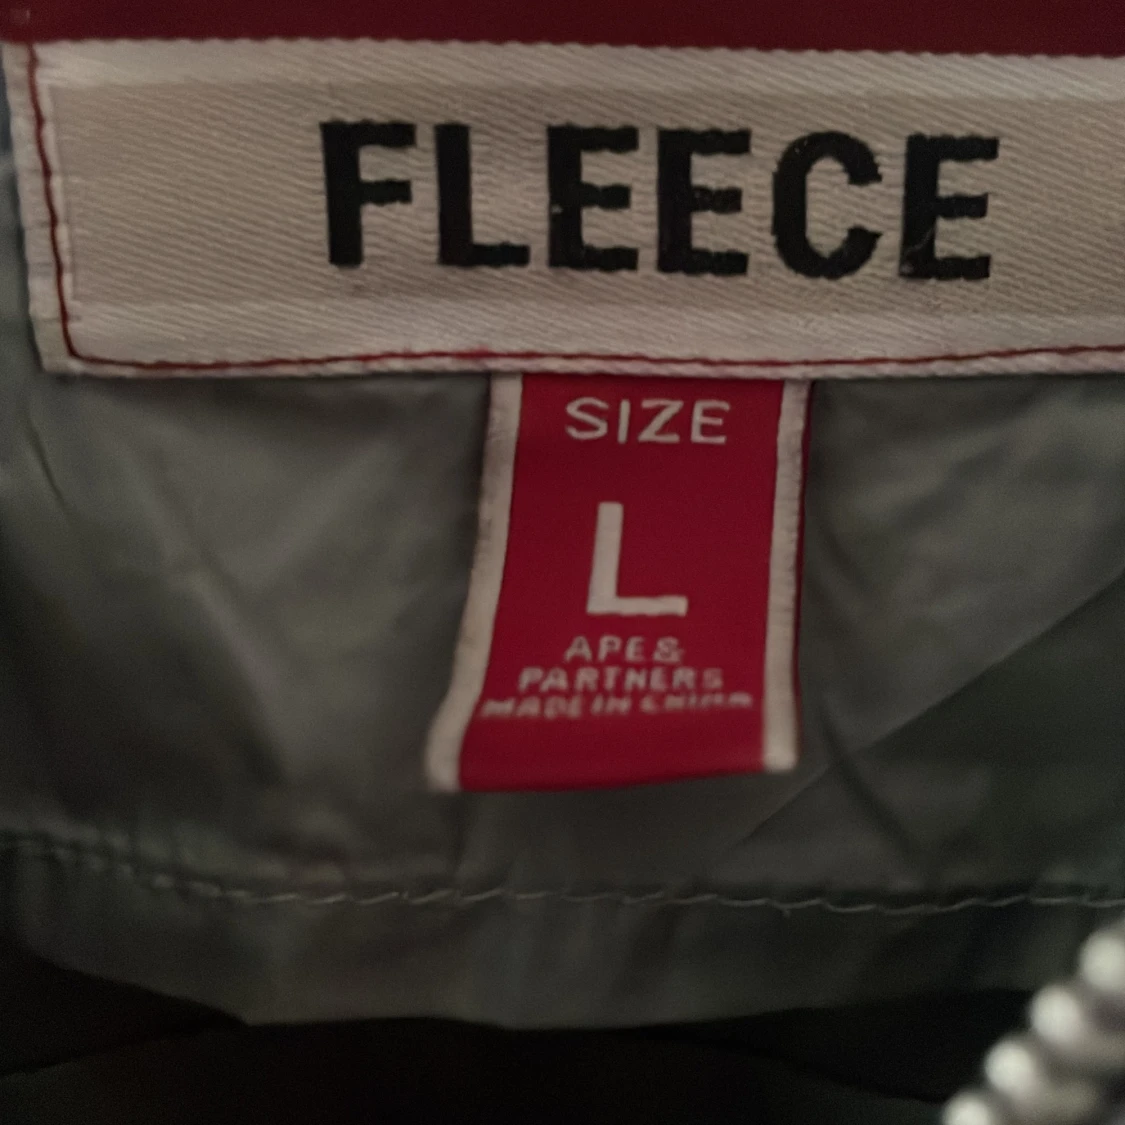 FLEECE
SIZE
L
APE&
PARTNERS
MADE IN CHINA